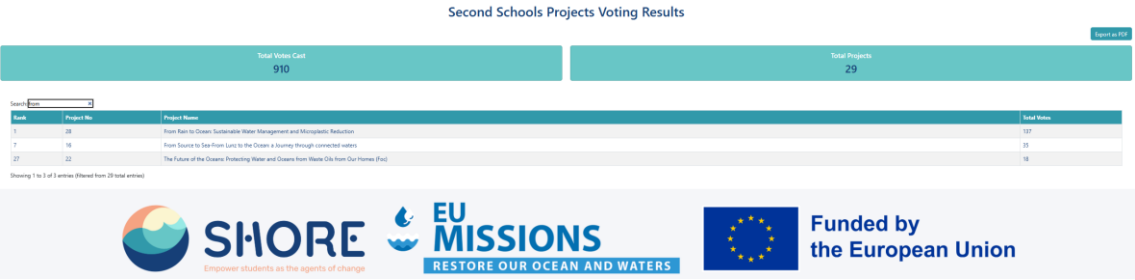 Second Schools Projects Voting Results
Export as PDF
Total Votes Cast
910
Total Projects
29
Search: from
Rank Project No Project Name Total Votes
1 28 From Rain to Ocean: Sustainable Water Management and Microplastic Reduction 137
7 16 From Source to Sea-From Lunz to the Ocean: a Journey through connected waters 35
27 22 The Future of the Oceans: Protecting Water and Oceans from Waste Oils from Our Homes (Foc) 18
Showing 1 to 3 of 3 entries (filtered from 29 total entries)
SHORE
Empower students as the agents of change
EU
MISSIONS
RESTORE OUR OCEAN AND WATERS
Funded by
the European Union